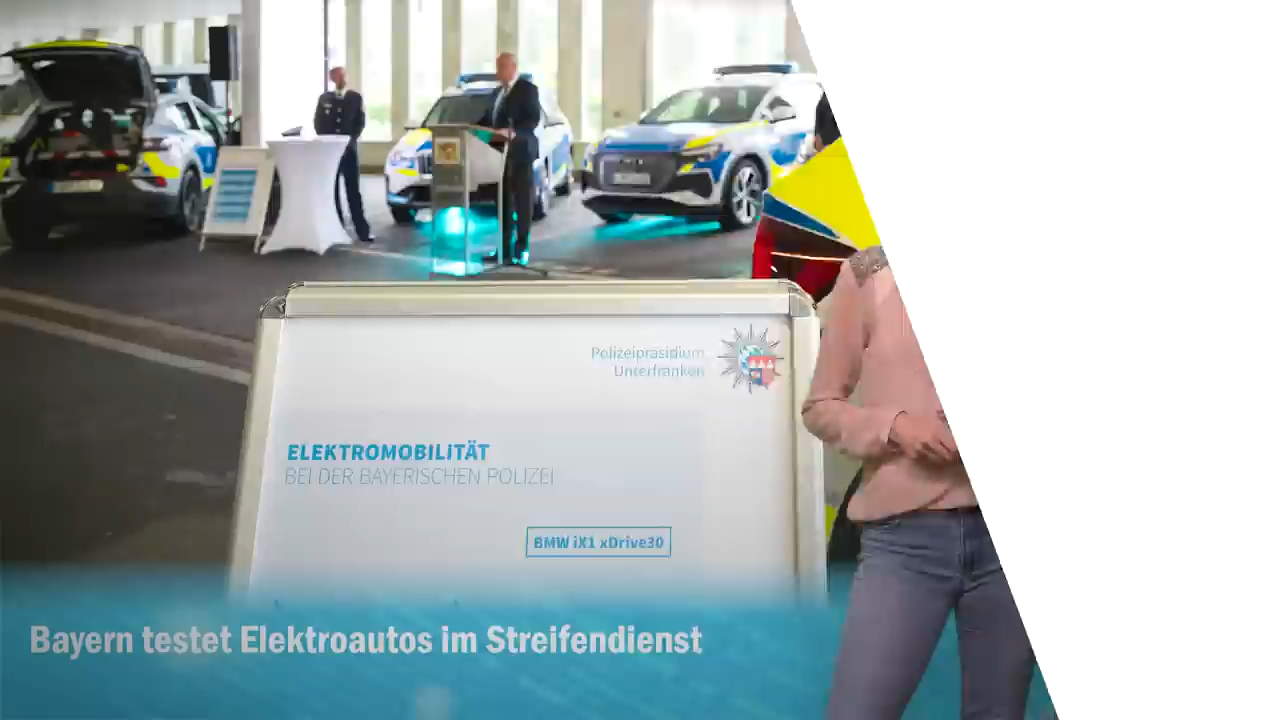 Polizeipräsidium
Unterfranken
ELEKTROMOBILITÄT
BEI DER BAYERISCHEN POLIZEI
BMW iX1 xDrive30
Bayern testet Elektroautos im Streifendienst